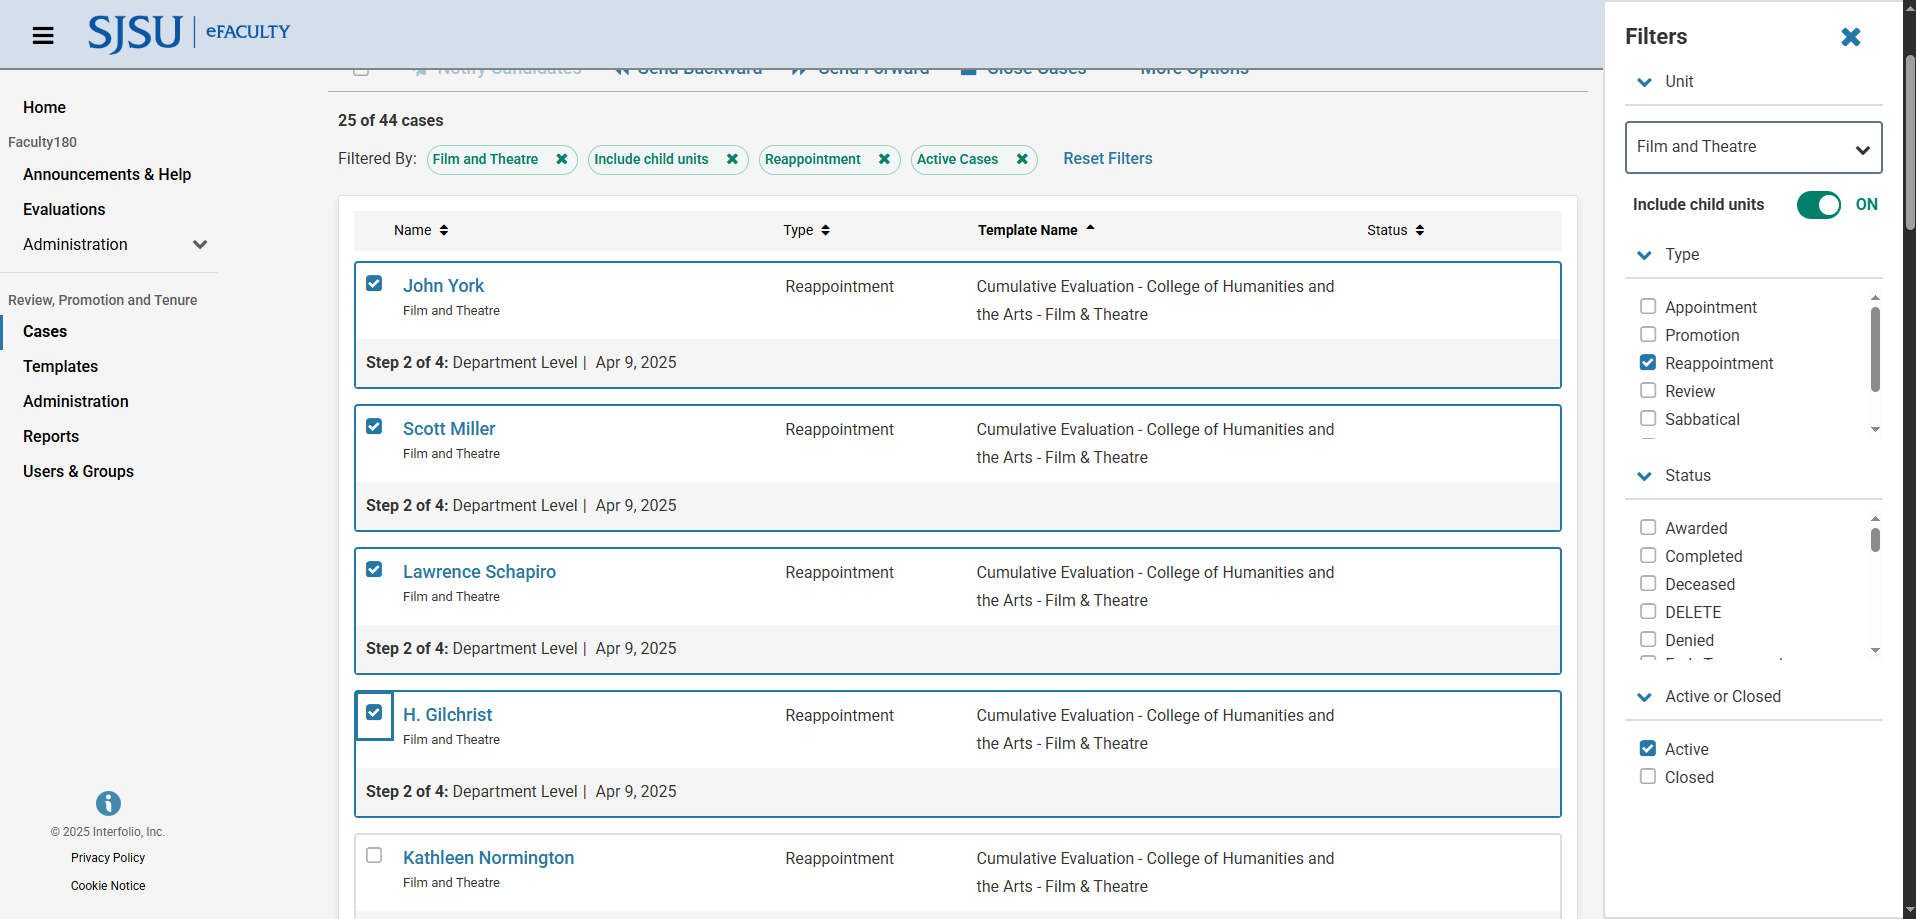 SJSU | eFACULTY
Home
Faculty180
Announcements & Help
Evaluations
Administration
Review, Promotion and Tenure
Cases
Templates
Administration
Reports
Users & Groups
© 2025 Interfolio, Inc.
Privacy Policy
Cookie Notice
Notify Candidates Send Backward Send Forward Close Cases More Options
25 of 44 cases
Filtered By: Film and Theatre Include child units Reappointment Active Cases Reset Filters
Name Type Template Name Status
John York Reappointment Cumulative Evaluation - College of Humanities and
Film and Theatre the Arts - Film & Theatre
Step 2 of 4: Department Level | Apr 9, 2025
Scott Miller Reappointment Cumulative Evaluation - College of Humanities and
Film and Theatre the Arts - Film & Theatre
Step 2 of 4: Department Level | Apr 9, 2025
Lawrence Schapiro Reappointment Cumulative Evaluation - College of Humanities and
Film and Theatre the Arts - Film & Theatre
Step 2 of 4: Department Level | Apr 9, 2025
H. Gilchrist Reappointment Cumulative Evaluation - College of Humanities and
Film and Theatre the Arts - Film & Theatre
Step 2 of 4: Department Level | Apr 9, 2025
Kathleen Normington Reappointment Cumulative Evaluation - College of Humanities and
Film and Theatre the Arts - Film & Theatre
Filters
Unit
Film and Theatre
Include child units ON
Type
Appointment
Promotion
Reappointment
Review
Sabbatical
Status
Awarded
Completed
Deceased
DELETE
Denied
Active or Closed
Active
Closed